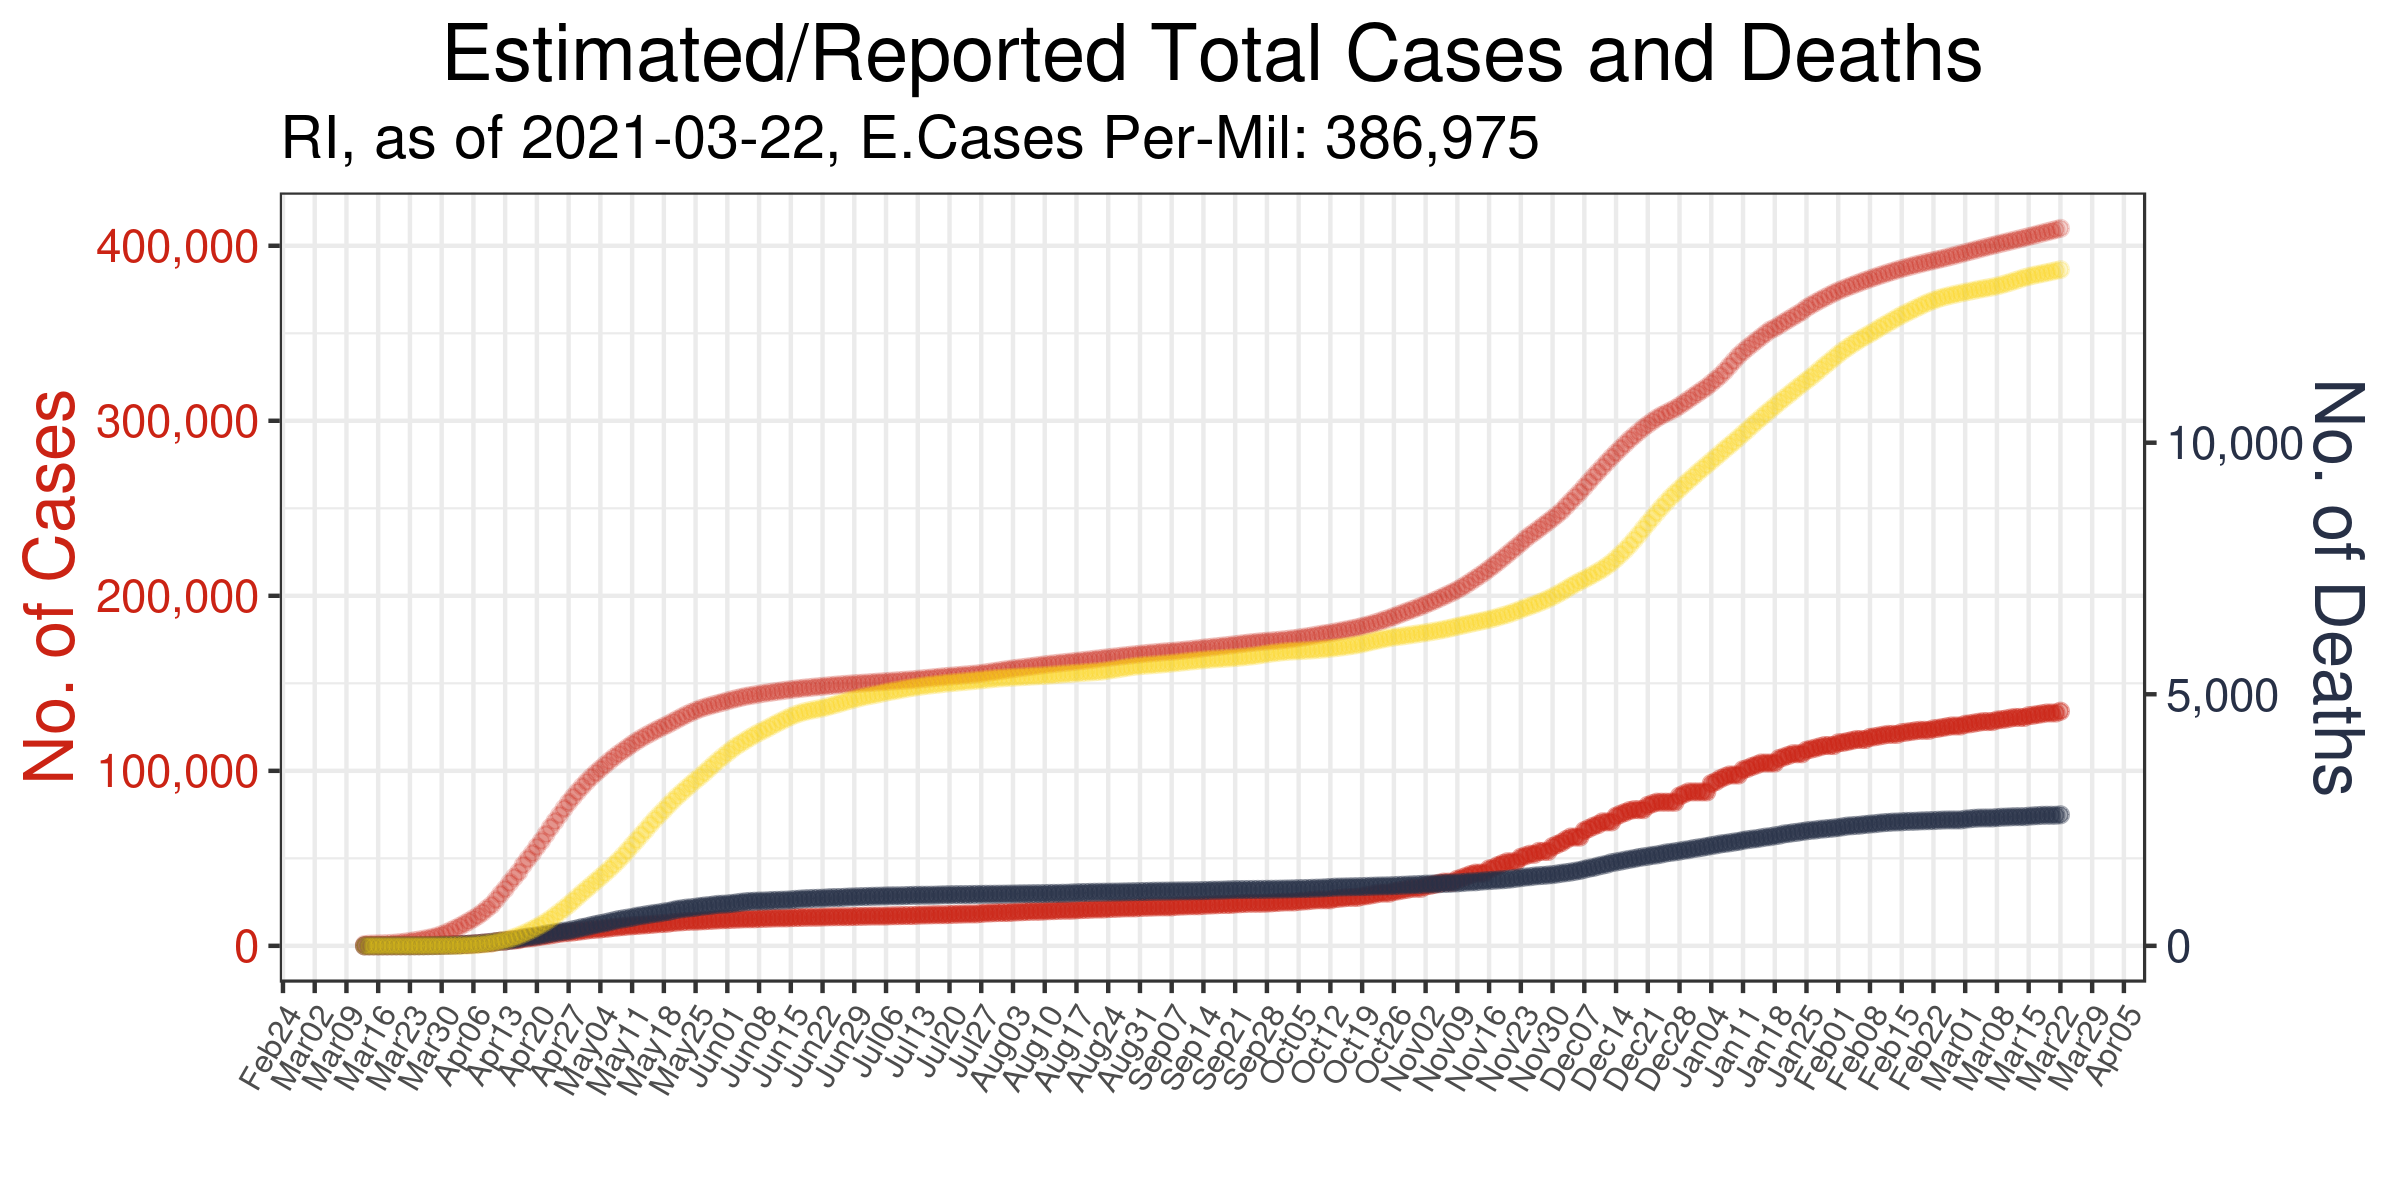 Estimated/Reported Total Cases and Deaths
RI, as of 2021-03-22, E.Cases Per-Mil: 386,975
No. of Cases
400,000
300,000
200,000
100,000
0
10,000
5,000
0
No. of Deaths
Feb24 Mar02 Mar09 Mar16 Mar23 Mar30 Apr06 Apr13 Apr20 Apr27 May04 May11 May18 May25 Jun01 Jun08 Jun15 Jun22 Jun29 Jul06 Jul13 Jul20 Jul27 Aug03 Aug10 Aug17 Aug24 Aug31 Sep07 Sep14 Sep21 Sep28 Oct05 Oct12 Oct19 Oct26 Nov02 Nov09 Nov16 Nov23 Nov30 Dec07 Dec14 Dec21 Dec28 Jan04 Jan11 Jan18 Jan25 Feb01 Feb08 Feb15 Feb22 Mar01 Mar08 Mar15 Mar22 Mar29 Apr05